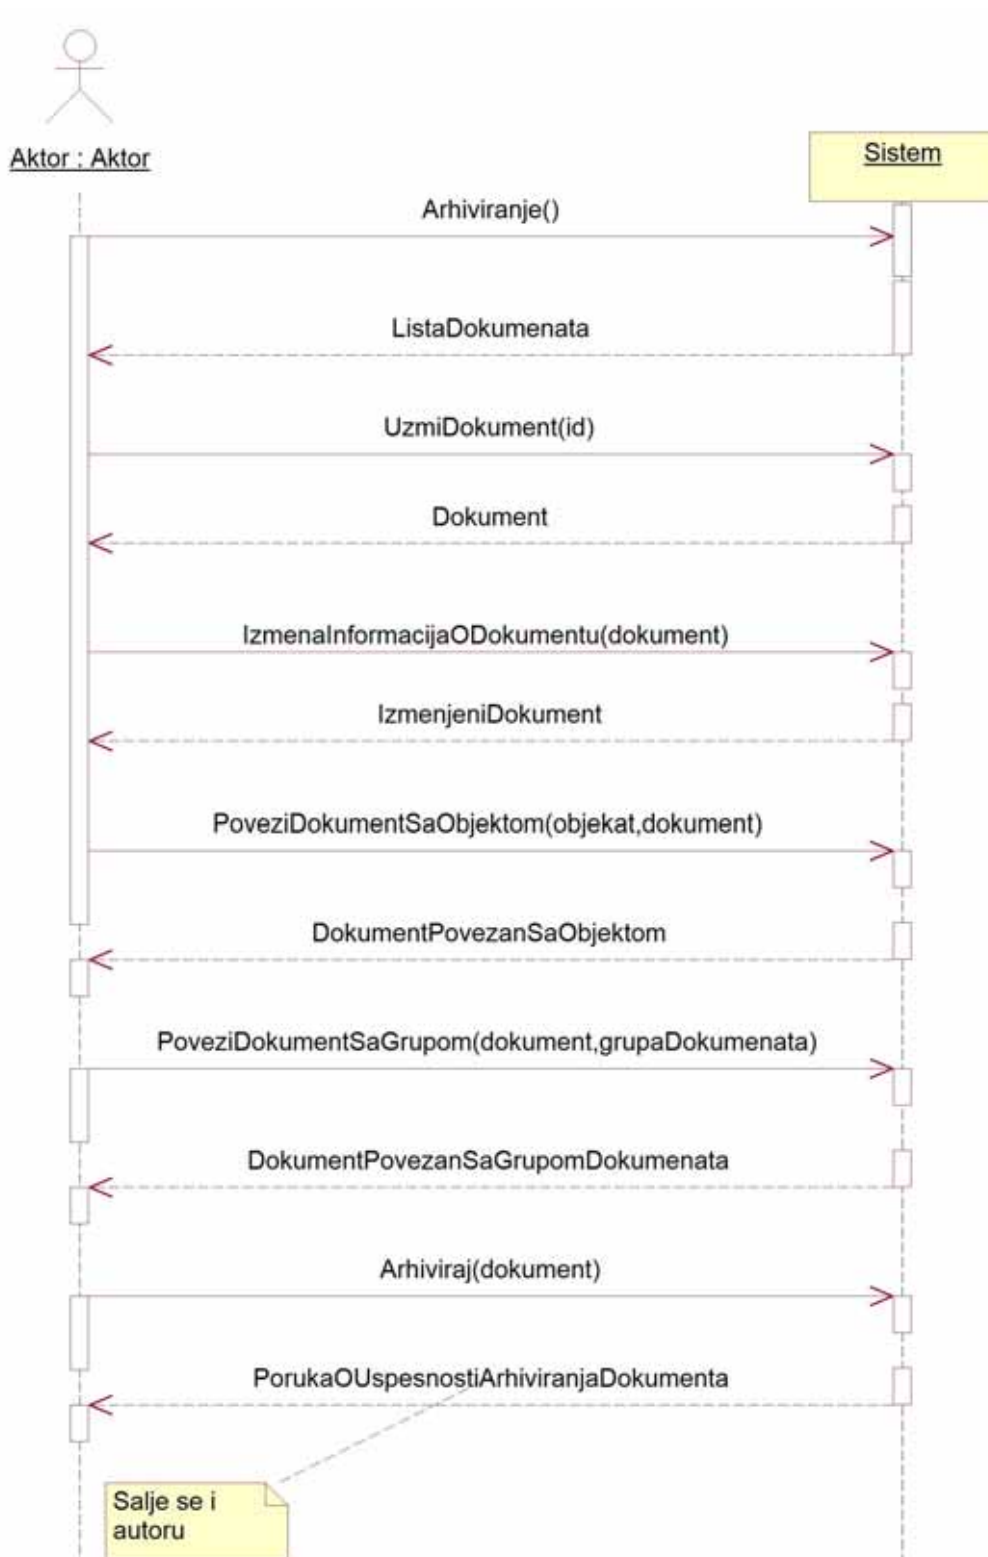 Aktor : Aktor
Sistem
Arhiviranje()
ListaDokumenata
UzmiDokument(id)
Dokument
IzmenaInformacijaODokumentu(dokument)
IzmenjeniDokument
PoveziDokumentSaObjektom(objekat,dokument)
DokumentPovezanSaObjektom
PoveziDokumentSaGrupom(dokument,grupaDokumenata)
DokumentPovezanSaGrupomDokumenata
Arhiviraj(dokument)
PorukaOUspesnostiArhiviranjaDokumenta
Salje se i
autoru